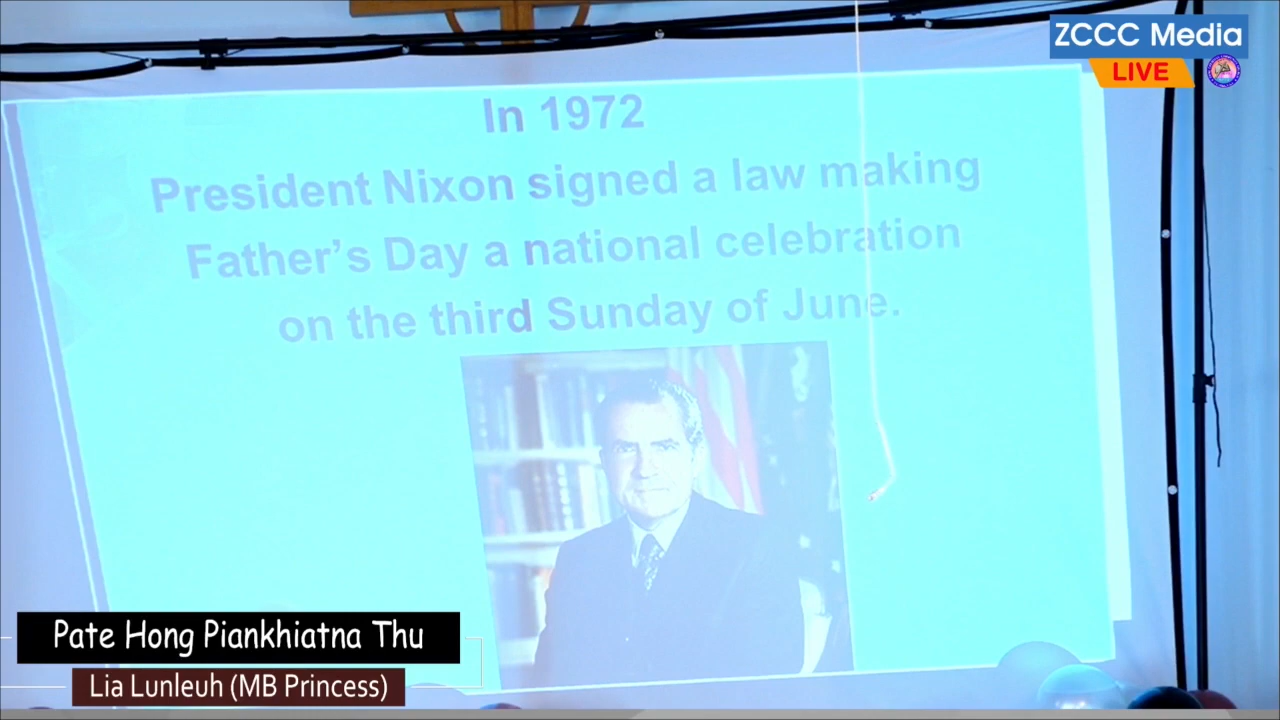 ZCCC Media
LIVE
In 1972
President Nixon signed a law making
Father's Day a national celebration
on the third Sunday of June.
Pate Hong Piankhiatna Thu
Lia Lunleuh (MB Princess)